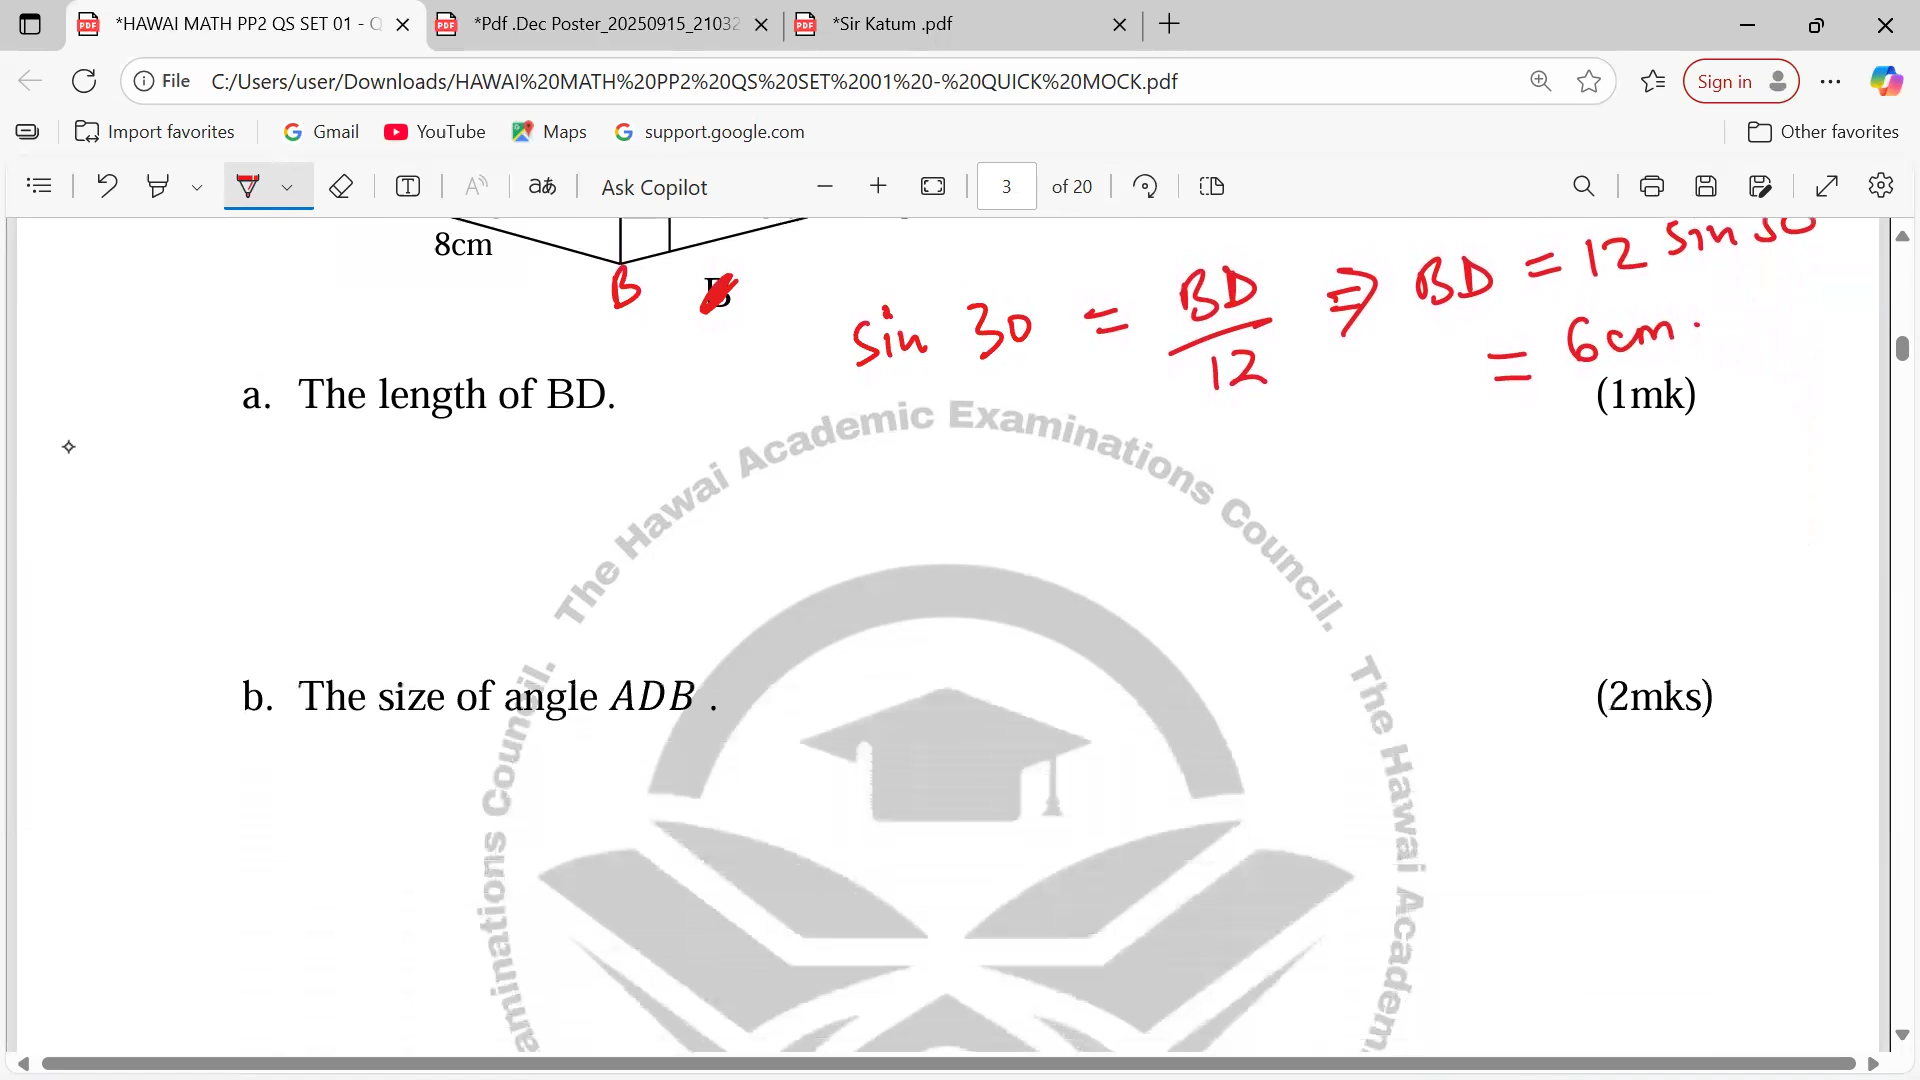 *HAWAI MATH PP2 QS SET 01 - Q
*Pdf .Dec Poster_20250915_21032
*Sir Katum .pdf
File C:/Users/user/Downloads/HAWAI%20MATH%20PP2%20QS%20SET%2001%20-%20QUICK%20MOCK.pdf
Sign in
Import favorites
Gmail
YouTube
Maps
support.google.com
Other favorites
Ask Copilot
3 of 20
8cm
B
sin 30 = BD/12 ⇒ BD = 12 sin 30
= 6cm.
a. The length of BD. (1mk)
b. The size of angle ADB . (2mks)
The Hawai Academic Examinations Council.
The Hawai Academ
aminations Council.